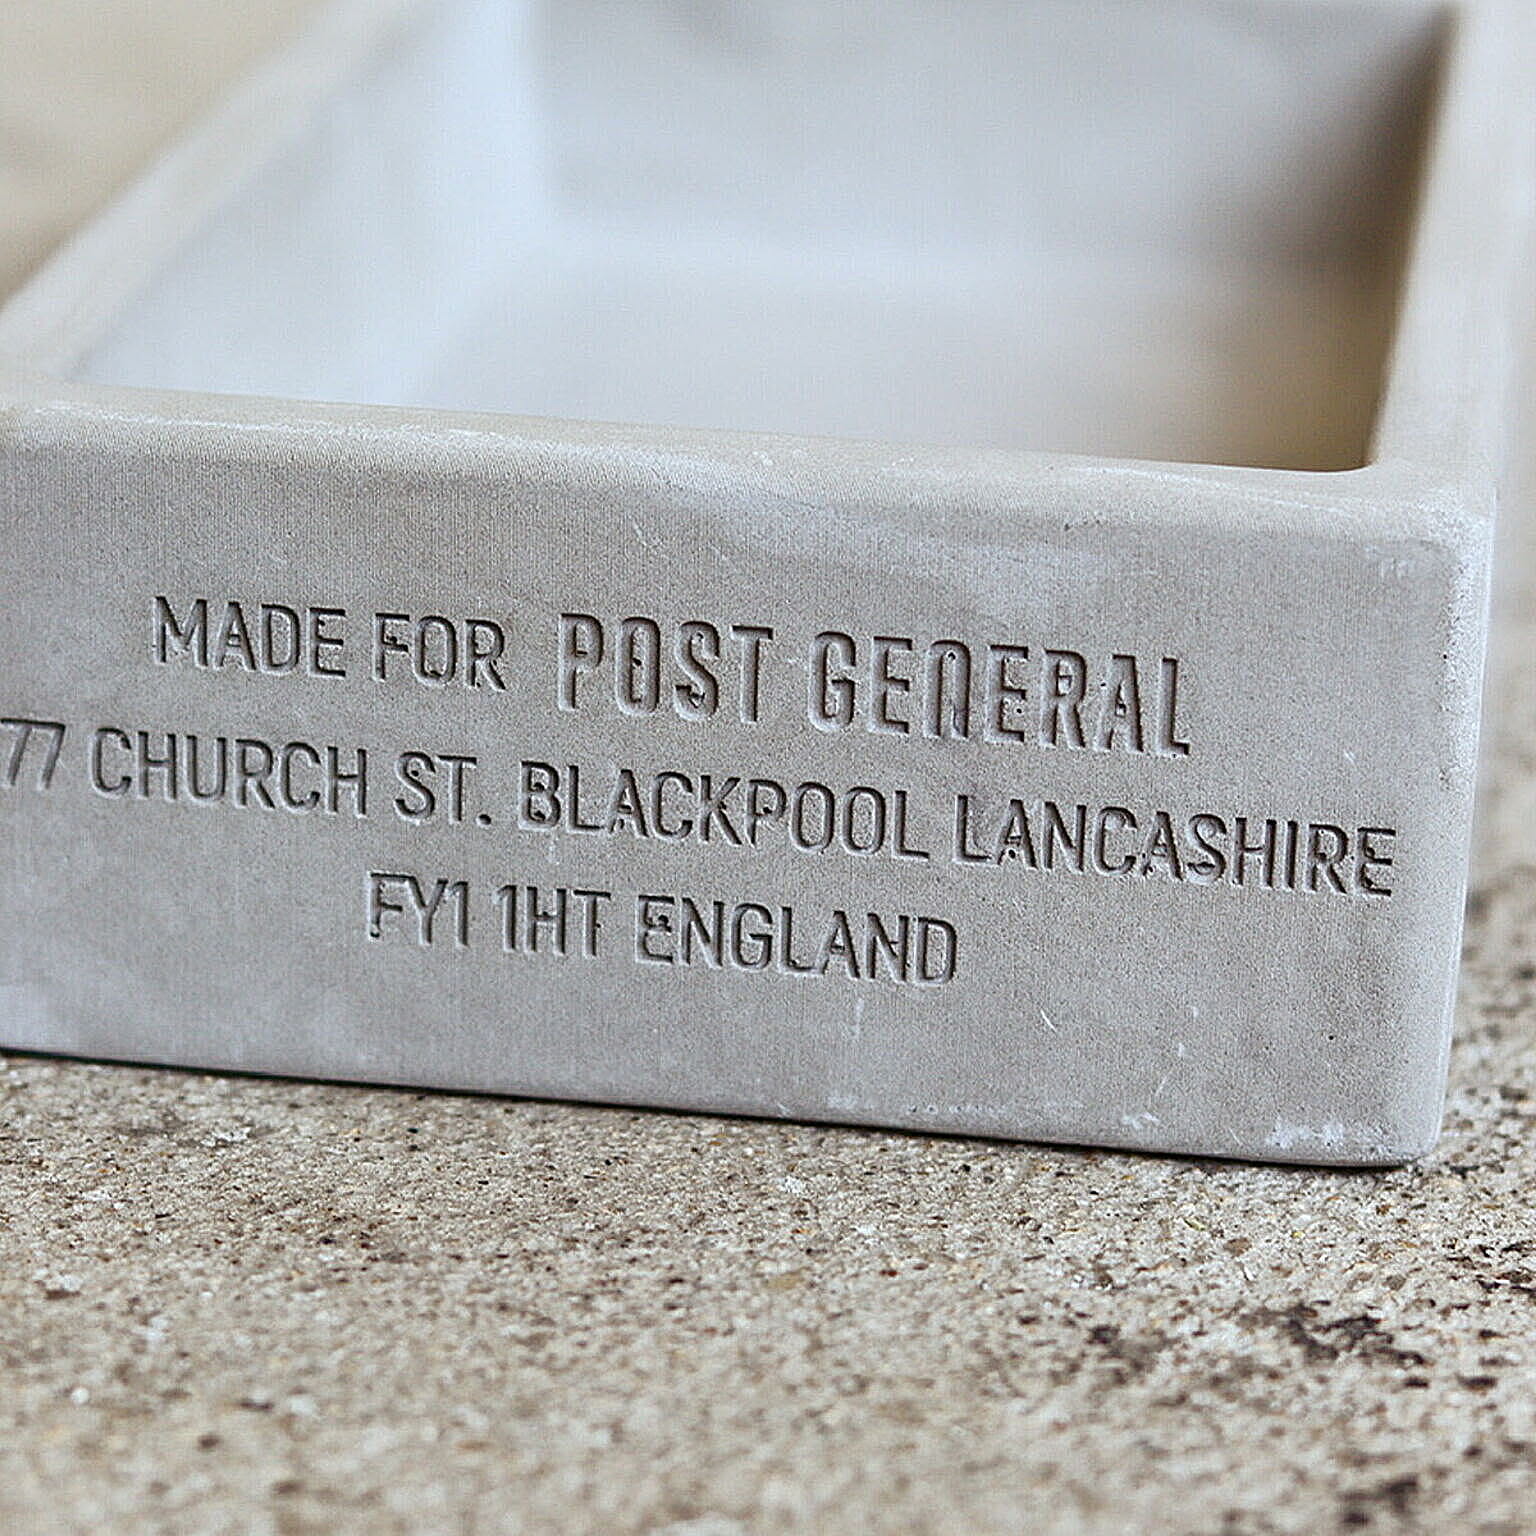 MADE FOR POST GENERAL
77 CHURCH ST. BLACKPOOL LANCASHIRE
FY1 1HT ENGLAND